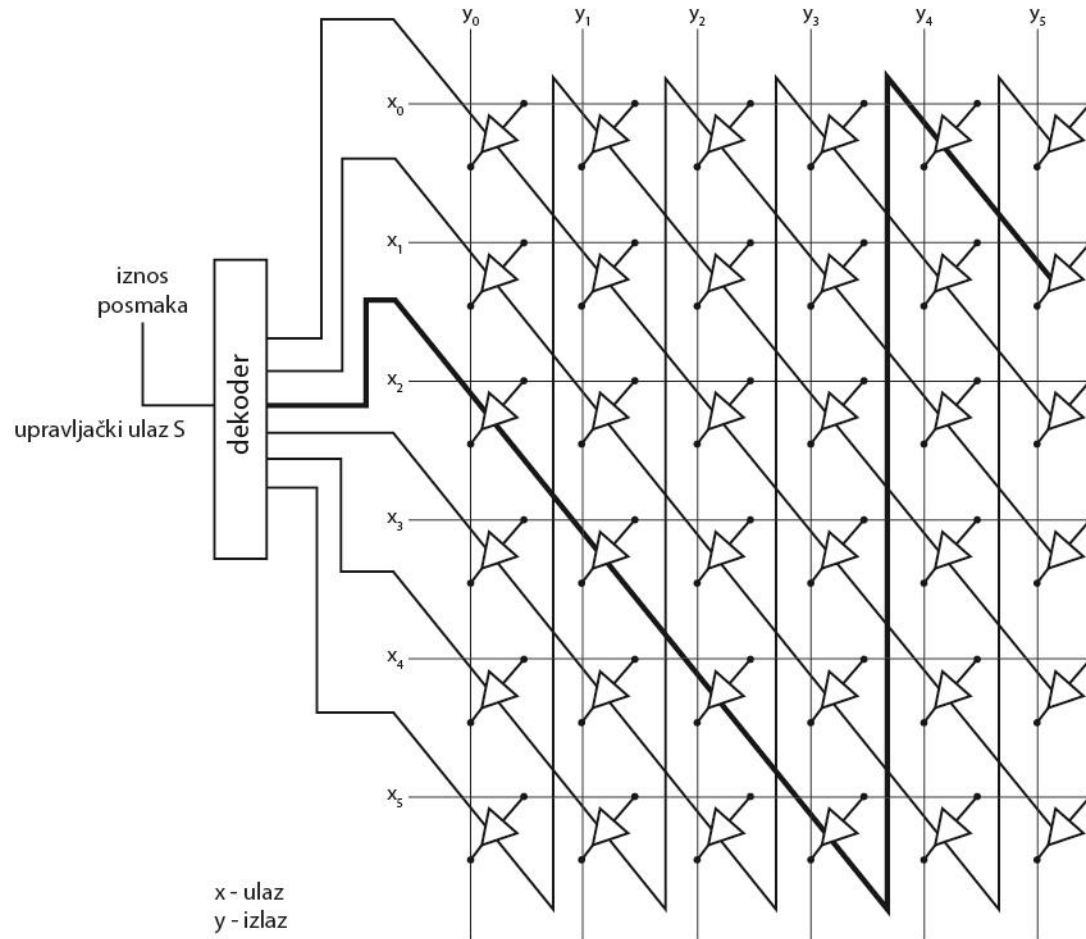 y0 y1 y2 y3 y4 y5
x0
x1
iznos
posmaka
x2
dekoder
upravljački ulaz S
x3
x4
x5
x - ulaz
y - izlaz